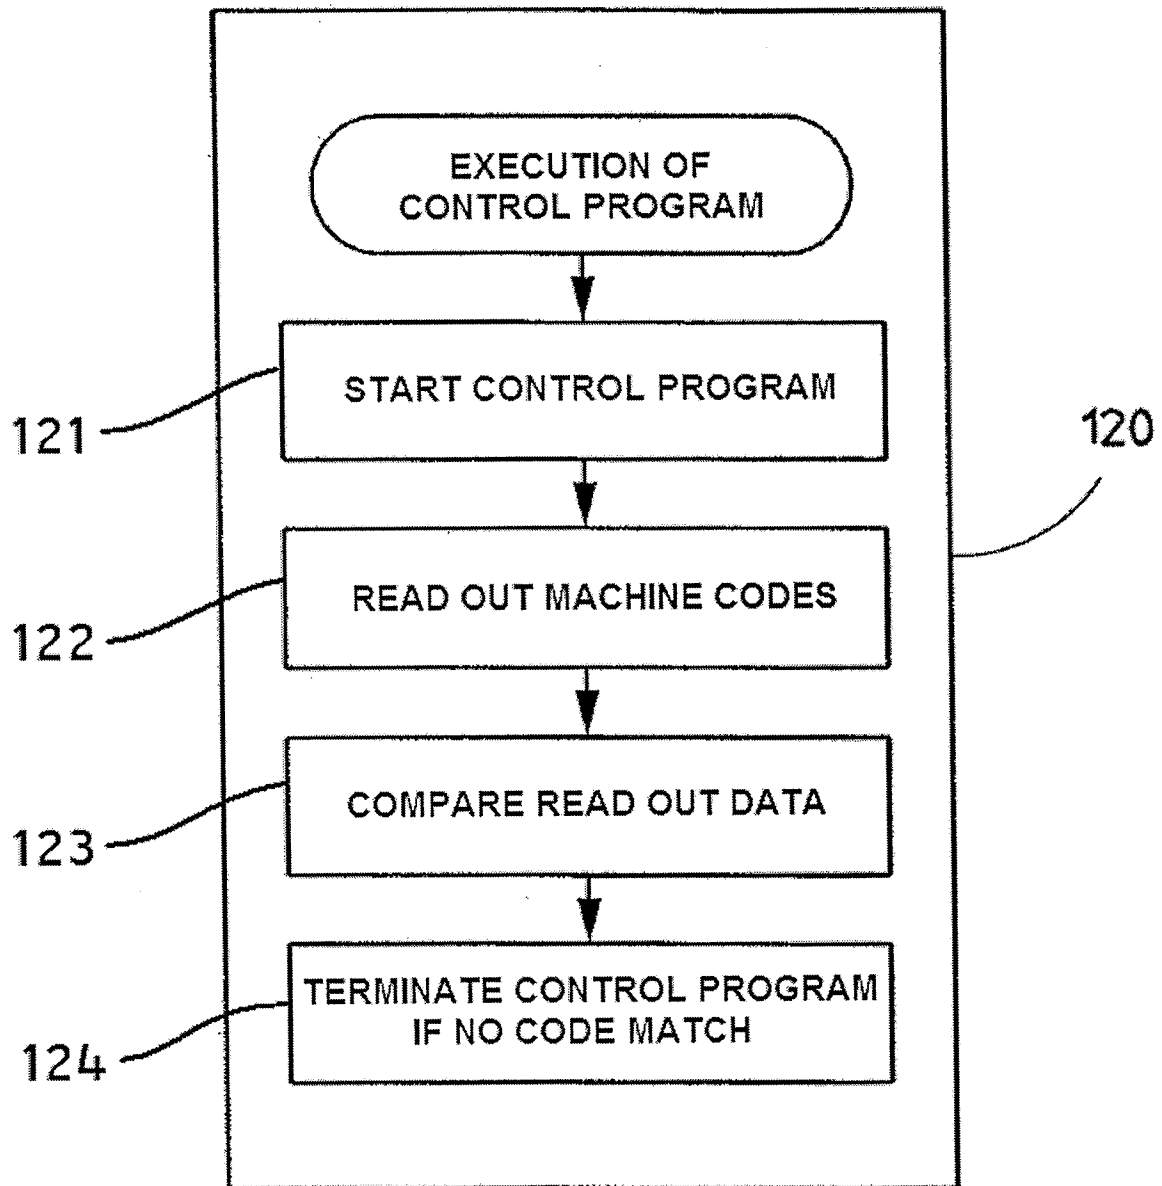 EXECUTION OF
CONTROL PROGRAM
START CONTROL PROGRAM
121
120
READ OUT MACHINE CODES
122
COMPARE READ OUT DATA
123
TERMINATE CONTROL PROGRAM
IF NO CODE MATCH
124